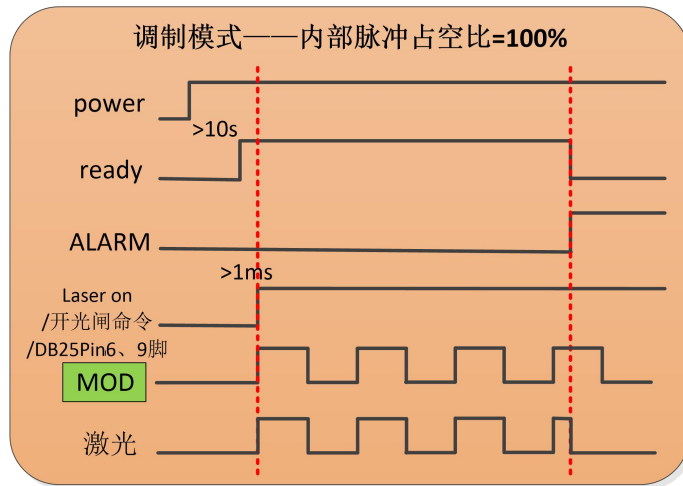 调制模式——内部脉冲占空比=100%
power
>10s
ready
ALARM
>1ms
Laser on
/开光闸命令
/DB25Pin6、9脚
MOD
激光